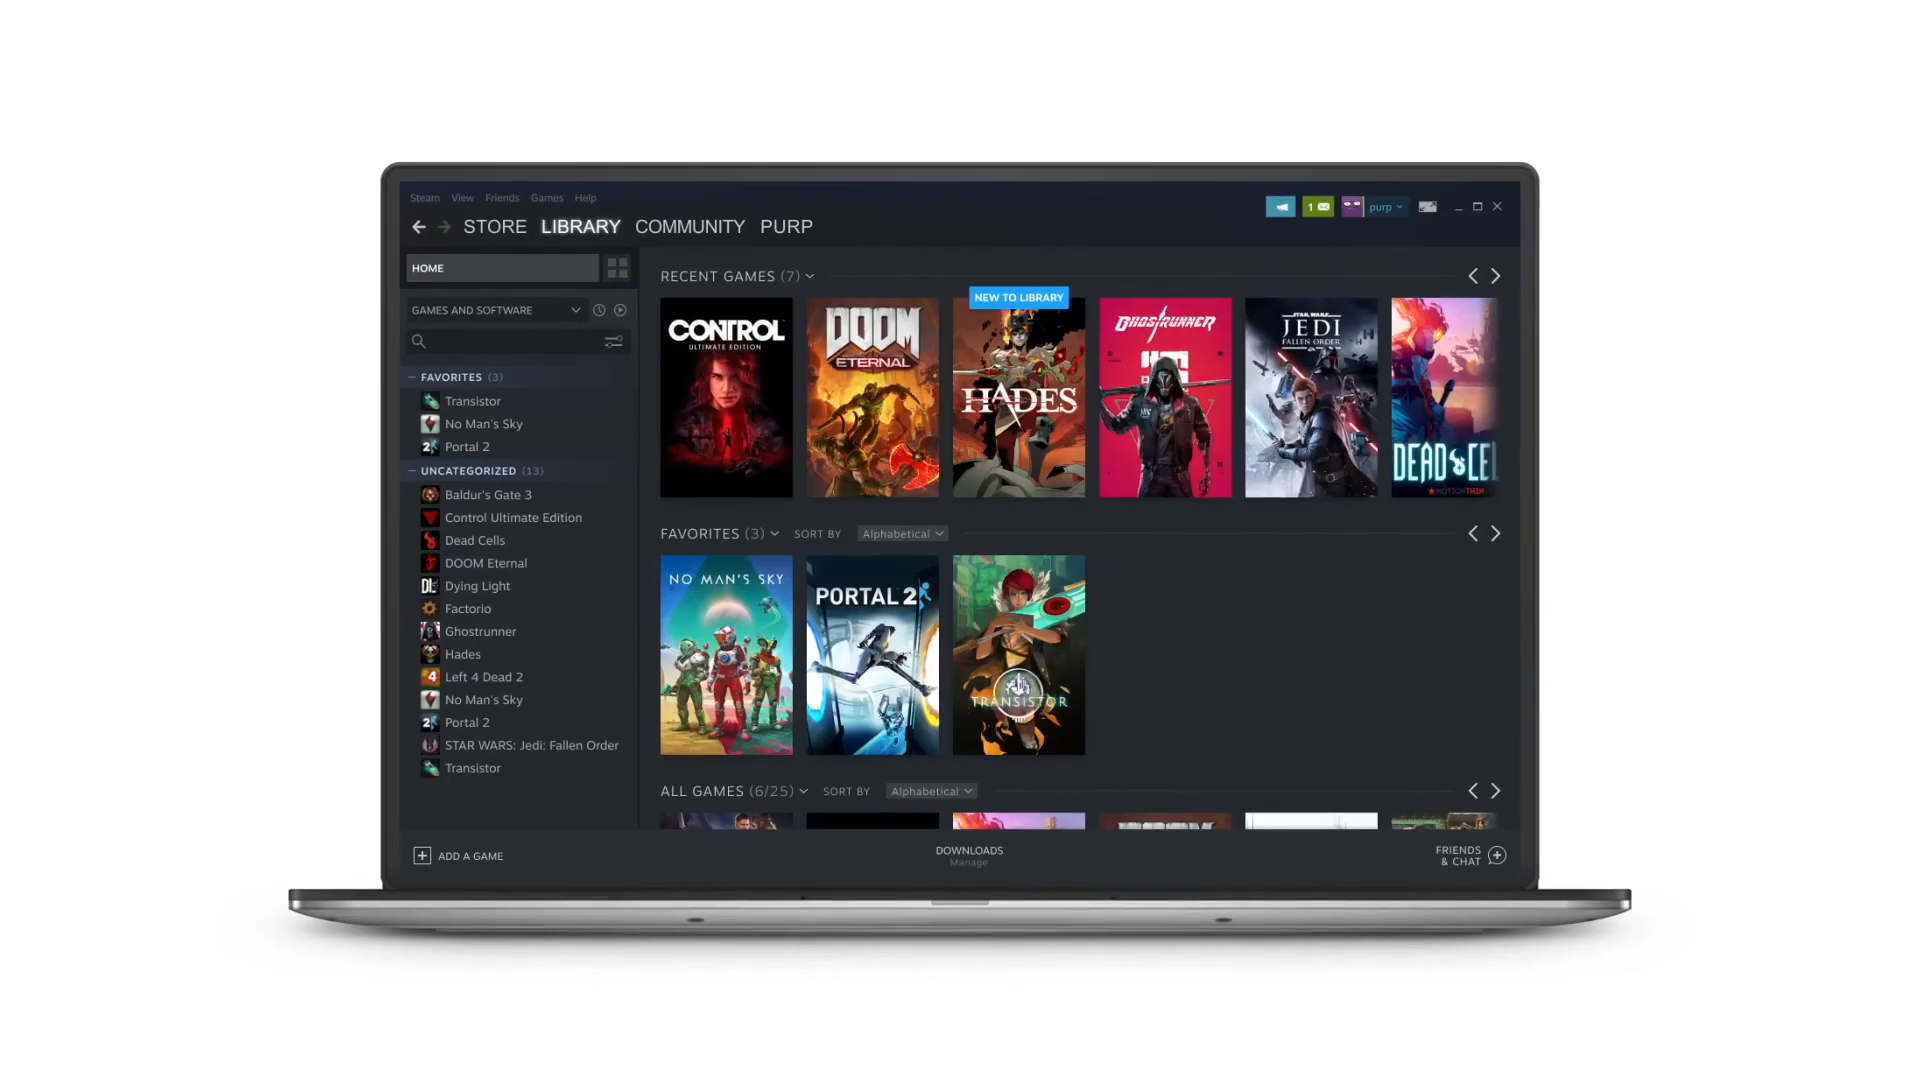 Steam View Friends Games Help
STORE LIBRARY COMMUNITY PURP
1
purp
HOME
GAMES AND SOFTWARE
– FAVORITES (3)
Transistor
No Man's Sky
Portal 2
– UNCATEGORIZED (13)
Baldur's Gate 3
Control Ultimate Edition
Dead Cells
DOOM Eternal
Dying Light
Factorio
Ghostrunner
Hades
Left 4 Dead 2
No Man's Sky
Portal 2
STAR WARS: Jedi: Fallen Order
Transistor
RECENT GAMES (7)
CONTROL
ULTIMATE EDITION
DOOM
ETERNAL
NEW TO LIBRARY
HADES
GHOSTRUNNER
STAR WARS
JEDI
FALLEN ORDER
DEAD CEL
MOTIONTWIN
FAVORITES (3) SORT BY Alphabetical
NO MAN'S SKY
PORTAL 2
TRANSISTOR
ALL GAMES (6/25) SORT BY Alphabetical
ADD A GAME
DOWNLOADS
Manage
FRIENDS
& CHAT